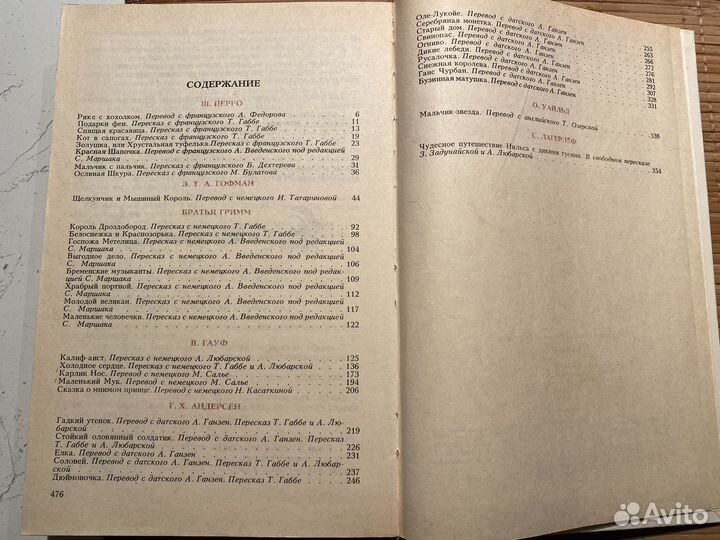 СОДЕРЖАНИЕ
Ш. ПЕРРО
Рике с хохолком. Перевод с французского А. Федорова 6
Подарки феи. Пересказ с французского Т. Габбе 11
Спящая красавица. Пересказ с французского Т. Габбе 13
Кот в сапогах. Пересказ с французского Т. Габбе 19
Золушка, или Хрустальная туфелька. Пересказ с французского Т. Габбе 23
Красная Шапочка. Перевод с французского А. Введенского под редакцией
С. Маршака 29
Мальчик с пальчик. Пересказ с французского Б. Дехтерева 31
Ослиная Шкура. Пересказ с французского М. Булатова 36
Э. Т. А. ГОФМАН
Щелкунчик и Мышиный Король. Перевод с немецкого И. Татариновой 44
БРАТЬЯ ГРИММ
Король Дроздобород. Пересказ с немецкого Т. Габбе 92
Белоснежка и Краснозорька. Пересказ с немецкого Т. Габбе 98
Госпожа Метелица. Пересказ с немецкого А. Введенского под редакцией
С. Маршака 104
Выгодное дело. Пересказ с немецкого А. Введенского под редакцией
С. Маршака 106
Бременские музыканты. Пересказ с немецкого А. Введенского под редак-
цией С. Маршака 109
Храбрый портной. Пересказ с немецкого А. Введенского под редакцией
С. Маршака 112
Молодой великан. Пересказ с немецкого А. Введенского под редакцией
С. Маршака 117
Маленькие человечки. Пересказ с немецкого А. Введенского под редакцией
С. Маршака 122
В. ГАУФ
Калиф-аист. Пересказ с немецкого А. Любарской 125
Холодное сердце. Пересказ с немецкого Т. Габбе и А. Любарской 136
Карлик Нос. Перевод с немецкого М. Салье 173
Маленький Мук. Перевод с немецкого М. Салье 194
Сказка о мнимом принце. Перевод с немецкого Н. Касаткиной 206
Г. Х. АНДЕРСЕН
Гадкий утенок. Перевод с датского А. Ганзен. Пересказ Т. Габбе и А. Лю-
барской 219
Стойкий оловянный солдатик. Перевод с датского А. Ганзен. Пересказ
Т. Габбе и А. Любарской 226
Елка. Перевод с датского А. Ганзен 231
Соловей. Перевод с датского А. Ганзен. Пересказ Т. Габбе и А. Любар-
ской 237
Дюймовочка. Перевод с датского А. Ганзен. Пересказ Т. Габбе 246
476
Оле-Лукойе. Перевод с датского А. Ганзен 255
Серебряная монетка. Перевод с датского А. Ганзен 263
Старый дом. Перевод с датского А. Ганзен 266
Свинопас. Перевод с датского А. Ганзен 272
Огниво. Перевод с датского А. Ганзен 276
Дикие лебеди. Перевод с датского А. Ганзен 281
Русалочка. Перевод с датского А. Ганзен 292
Снежная королева. Перевод с датского А. Ганзен 307
Ганс Чурбан. Перевод с датского А. Ганзен 328
Бузинная матушка. Перевод с датского А. Ганзен 331
О. УАЙЛЬД
Мальчик-звезда. Перевод с английского Т. Озерской 338
С. ЛАГЕРЛЁФ
Чудесное путешествие Нильса с дикими гусями. В свободном пересказе
З. Задунайской и А. Любарской 354
Avito